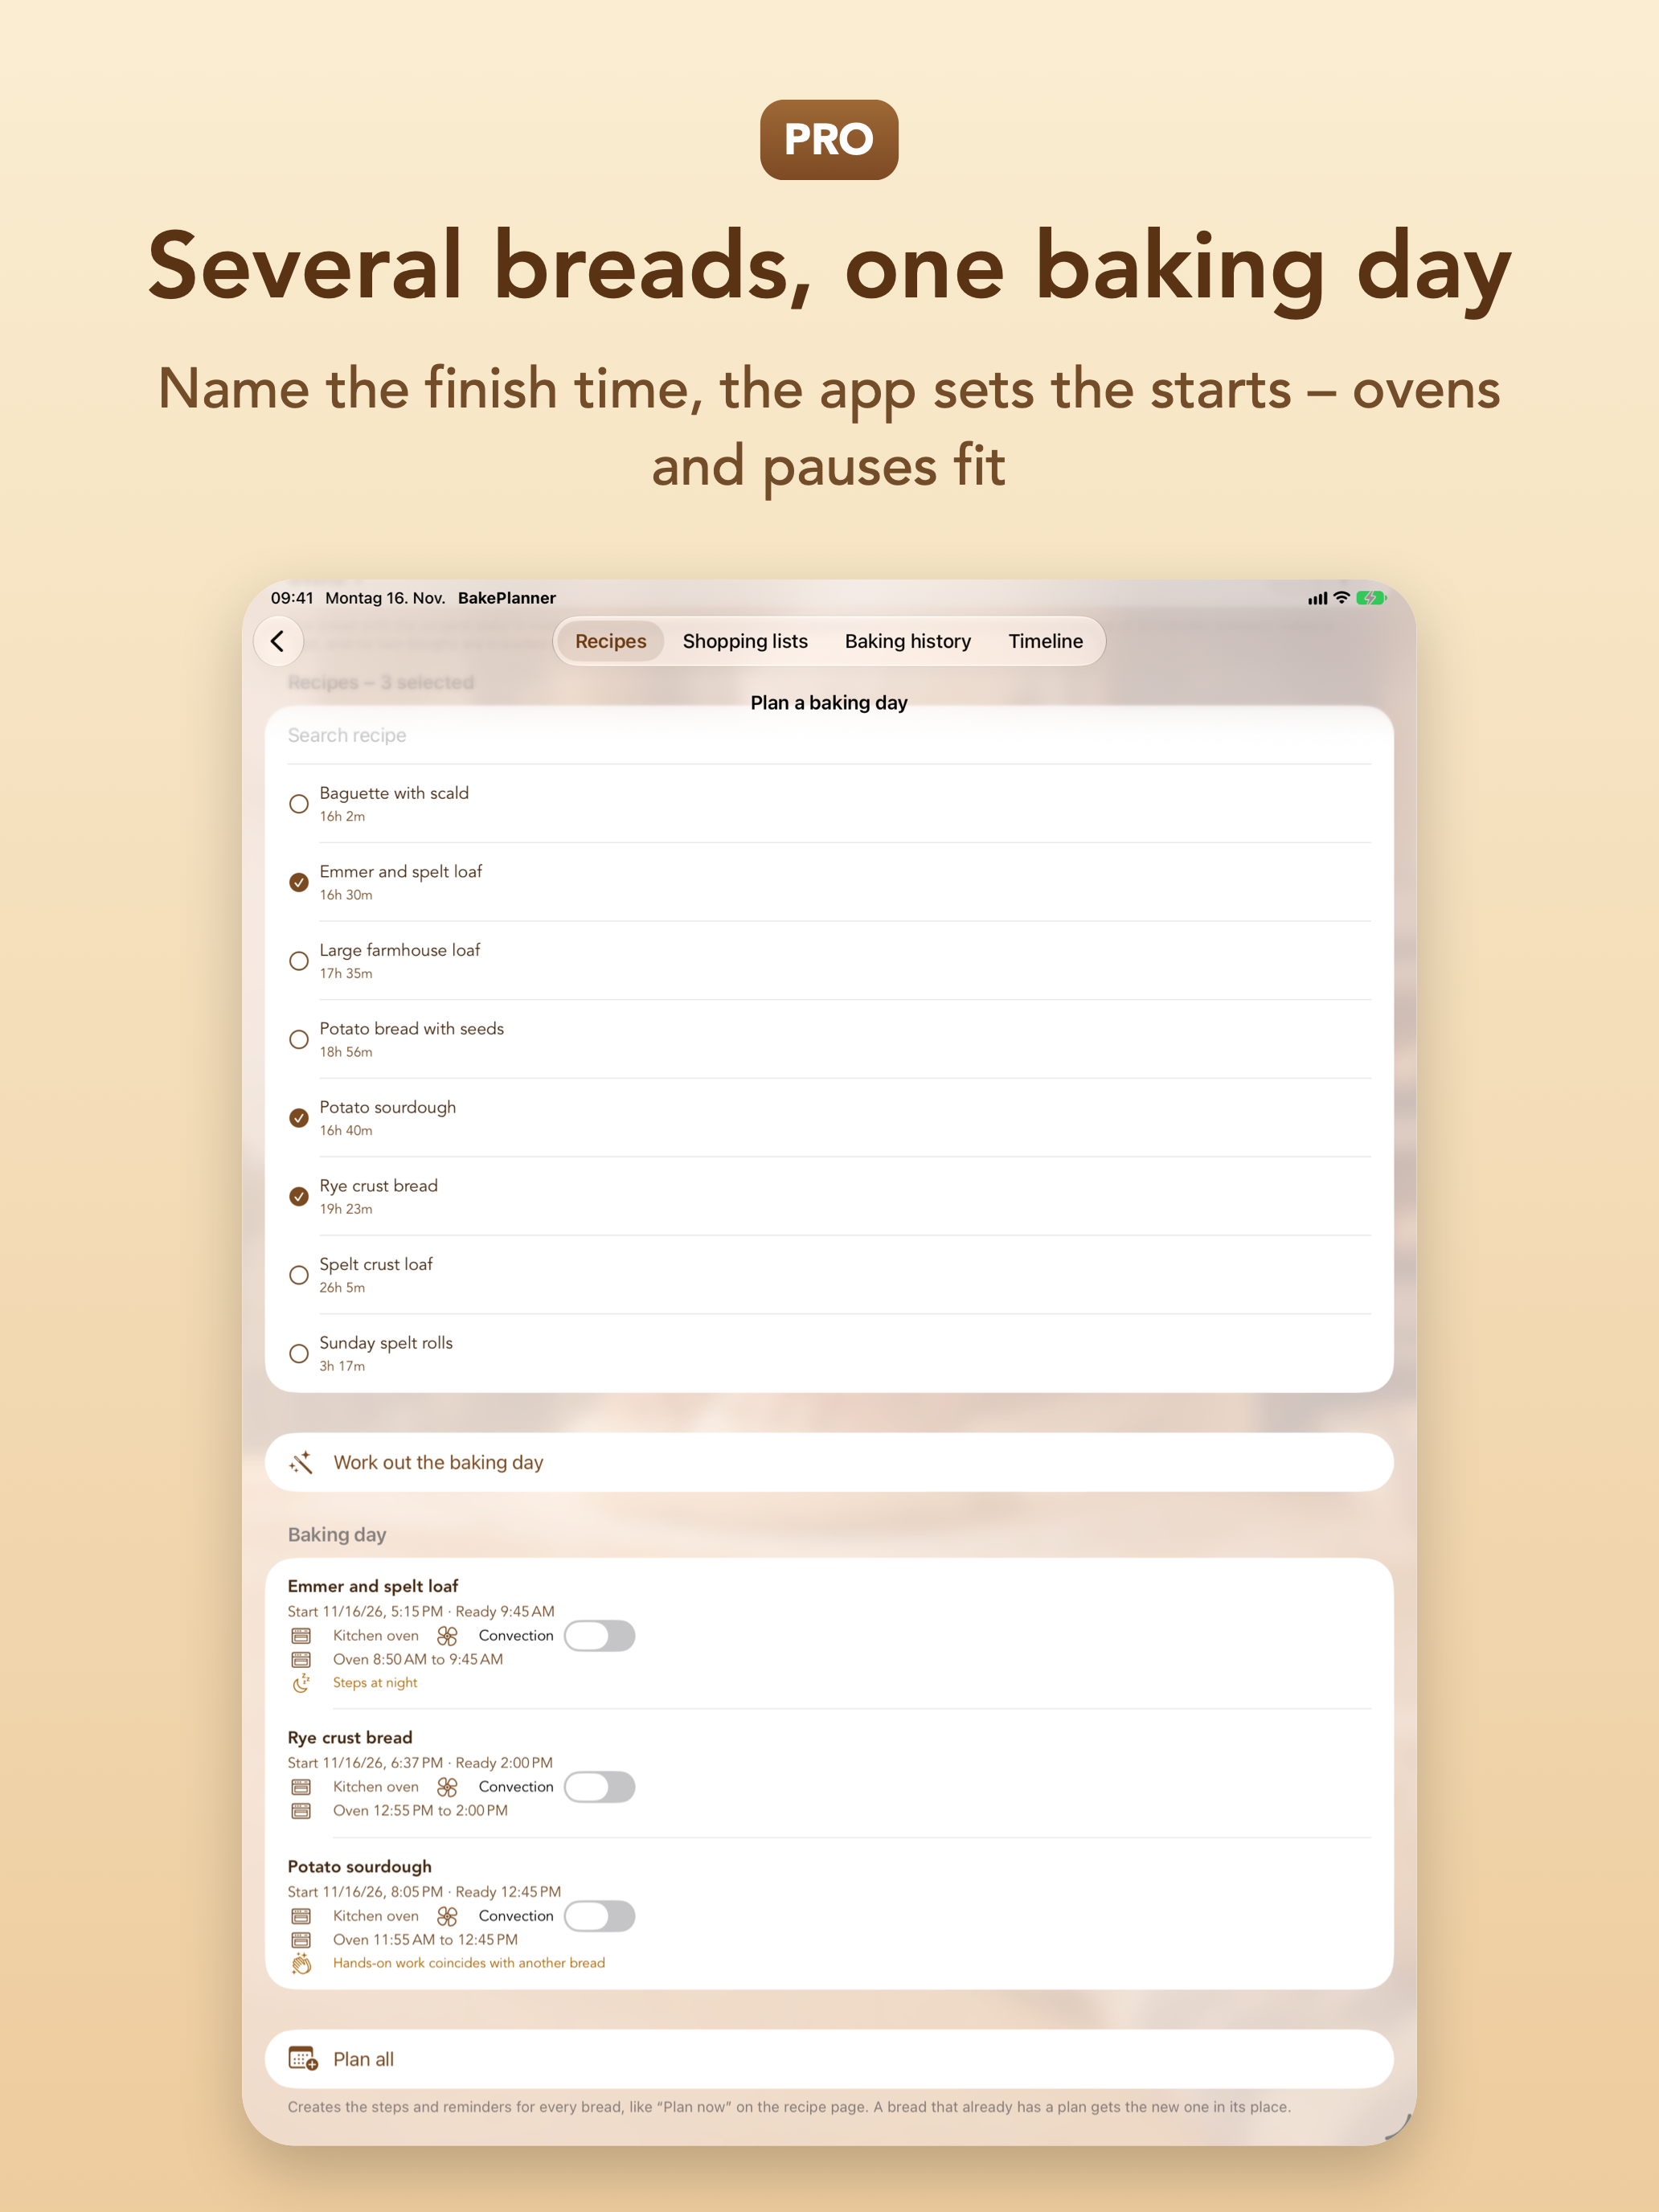 PRO
Several breads, one baking day
Name the finish time, the app sets the starts – ovens
and pauses fit
09:41 Montag 16. Nov. BakePlanner
Recipes Shopping lists Baking history Timeline
Recipes – 3 selected
Plan a baking day
Search recipe
Baguette with scald
16h 2m
Emmer and spelt loaf
16h 30m
Large farmhouse loaf
17h 35m
Potato bread with seeds
18h 56m
Potato sourdough
16h 40m
Rye crust bread
19h 23m
Spelt crust loaf
26h 5m
Sunday spelt rolls
3h 17m
Work out the baking day
Baking day
Emmer and spelt loaf
Start 11/16/26, 5:15 PM · Ready 9:45 AM
Kitchen oven Convection
Oven 8:50 AM to 9:45 AM
Steps at night
Rye crust bread
Start 11/16/26, 6:37 PM · Ready 2:00 PM
Kitchen oven Convection
Oven 12:55 PM to 2:00 PM
Potato sourdough
Start 11/16/26, 8:05 PM · Ready 12:45 PM
Kitchen oven Convection
Oven 11:55 AM to 12:45 PM
Hands-on work coincides with another bread
Plan all
Creates the steps and reminders for every bread, like “Plan now” on the recipe page. A bread that already has a plan gets the new one in its place.